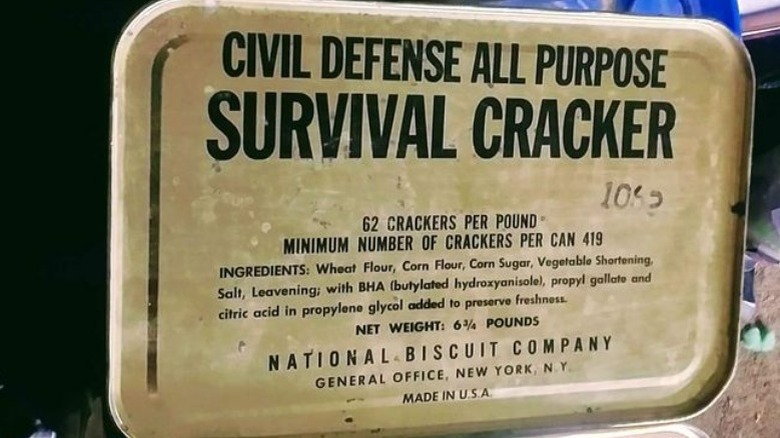 CIVIL DEFENSE ALL PURPOSE
SURVIVAL CRACKER
62 CRACKERS PER POUND
MINIMUM NUMBER OF CRACKERS PER CAN 419
INGREDIENTS: Wheat Flour, Corn Flour, Corn Sugar, Vegetable Shortening,
Salt, Leavening; with BHA (butylated hydroxyanisole), propyl gallate and
citric acid in propylene glycol added to preserve freshness.
NET WEIGHT: 6¾ POUNDS
NATIONAL BISCUIT COMPANY
GENERAL OFFICE, NEW YORK, N.Y.
MADE IN U.S.A.